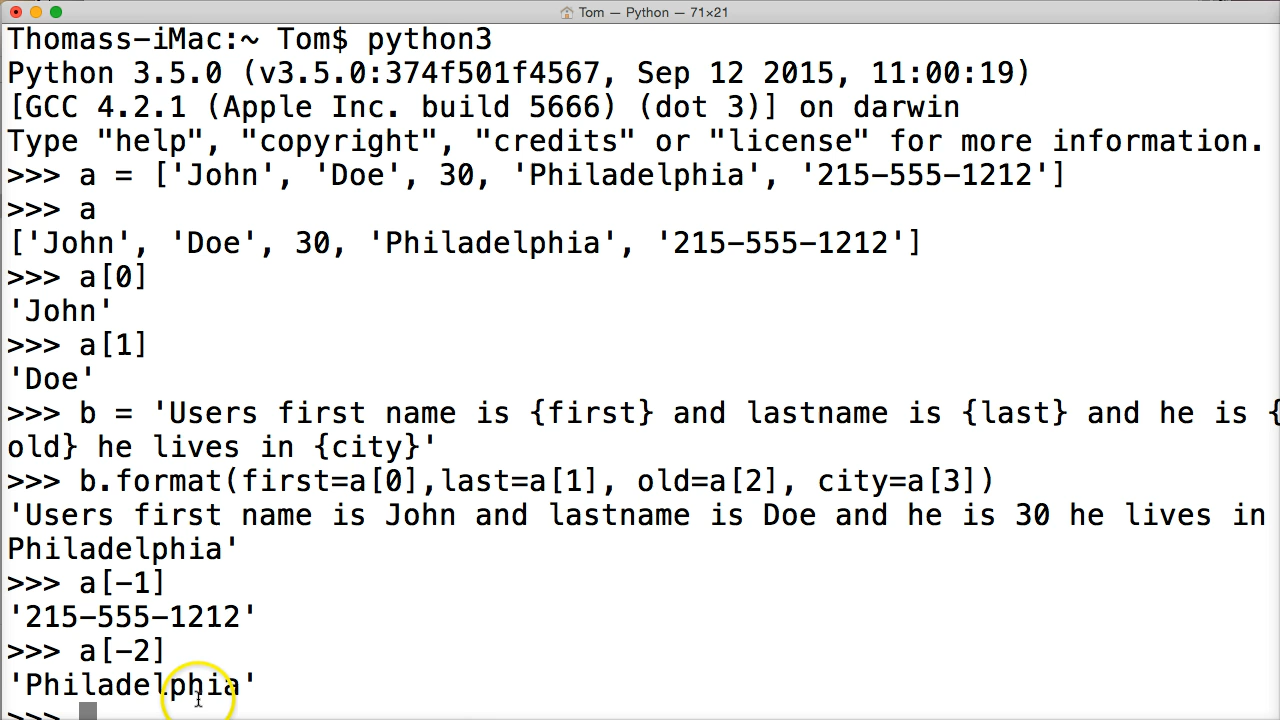 Tom — Python — 71×21
Thomass-iMac:~ Tom$ python3
Python 3.5.0 (v3.5.0:374f501f4567, Sep 12 2015, 11:00:19)
[GCC 4.2.1 (Apple Inc. build 5666) (dot 3)] on darwin
Type "help", "copyright", "credits" or "license" for more information.
>>> a = ['John', 'Doe', 30, 'Philadelphia', '215-555-1212']
>>> a
['John', 'Doe', 30, 'Philadelphia', '215-555-1212']
>>> a[0]
'John'
>>> a[1]
'Doe'
>>> b = 'Users first name is {first} and lastname is {last} and he is {
old} he lives in {city}'
>>> b.format(first=a[0],last=a[1], old=a[2], city=a[3])
'Users first name is John and lastname is Doe and he is 30 he lives in
Philadelphia'
>>> a[-1]
'215-555-1212'
>>> a[-2]
'Philadelphia'
>>>